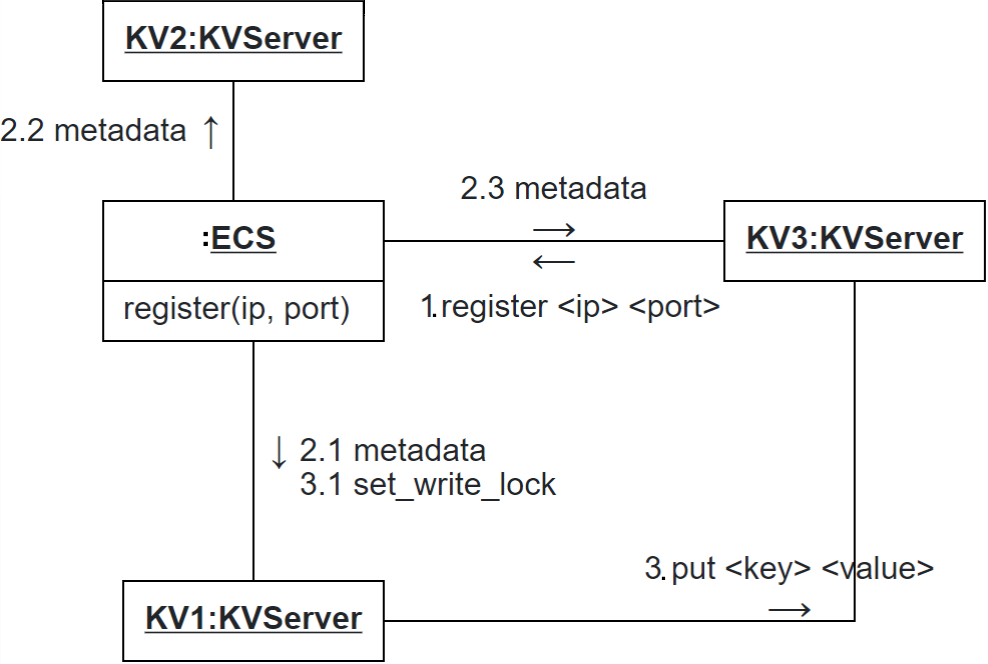 KV2:KVServer
2.2 metadata ↑
2.3 metadata
→
:ECS
KV3:KVServer
←
register(ip, port)
1.register <ip> <port>
↓ 2.1 metadata
3.1 set_write_lock
3.put <key> <value>
→
KV1:KVServer